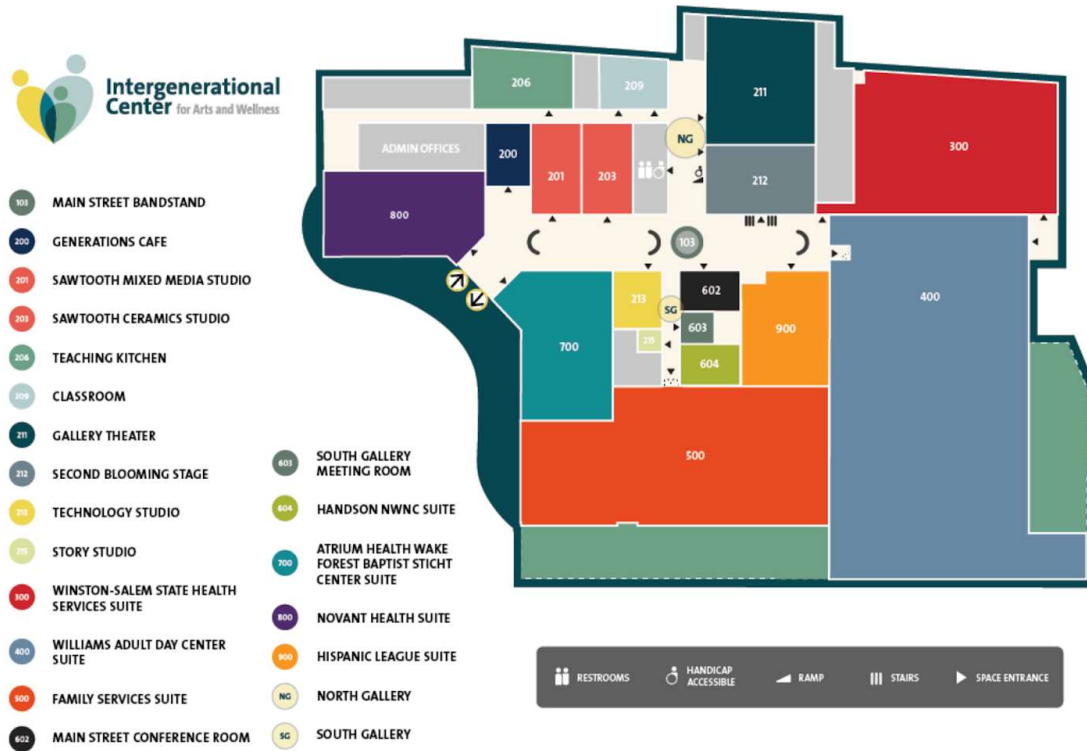 Intergenerational
Center for Arts and Wellness
103 MAIN STREET BANDSTAND
200 GENERATIONS CAFE
201 SAWTOOTH MIXED MEDIA STUDIO
203 SAWTOOTH CERAMICS STUDIO
206 TEACHING KITCHEN
209 CLASSROOM
211 GALLERY THEATER
212 SECOND BLOOMING STAGE
213 TECHNOLOGY STUDIO
215 STORY STUDIO
300 WINSTON-SALEM STATE HEALTH
SERVICES SUITE
400 WILLIAMS ADULT DAY CENTER
SUITE
500 FAMILY SERVICES SUITE
602 MAIN STREET CONFERENCE ROOM
603 SOUTH GALLERY
MEETING ROOM
604 HANDSON NWNC SUITE
700 ATRIUM HEALTH WAKE
FOREST BAPTIST STICHT
CENTER SUITE
800 NOVANT HEALTH SUITE
900 HISPANIC LEAGUE SUITE
NG NORTH GALLERY
SG SOUTH GALLERY
206
209
211
NG
300
ADMIN OFFICES
200
201
203
212
800
103
213
SG
602
603
215
604
900
400
700
500
RESTROOMS
HANDICAP
ACCESSIBLE
RAMP
STAIRS
SPACE ENTRANCE